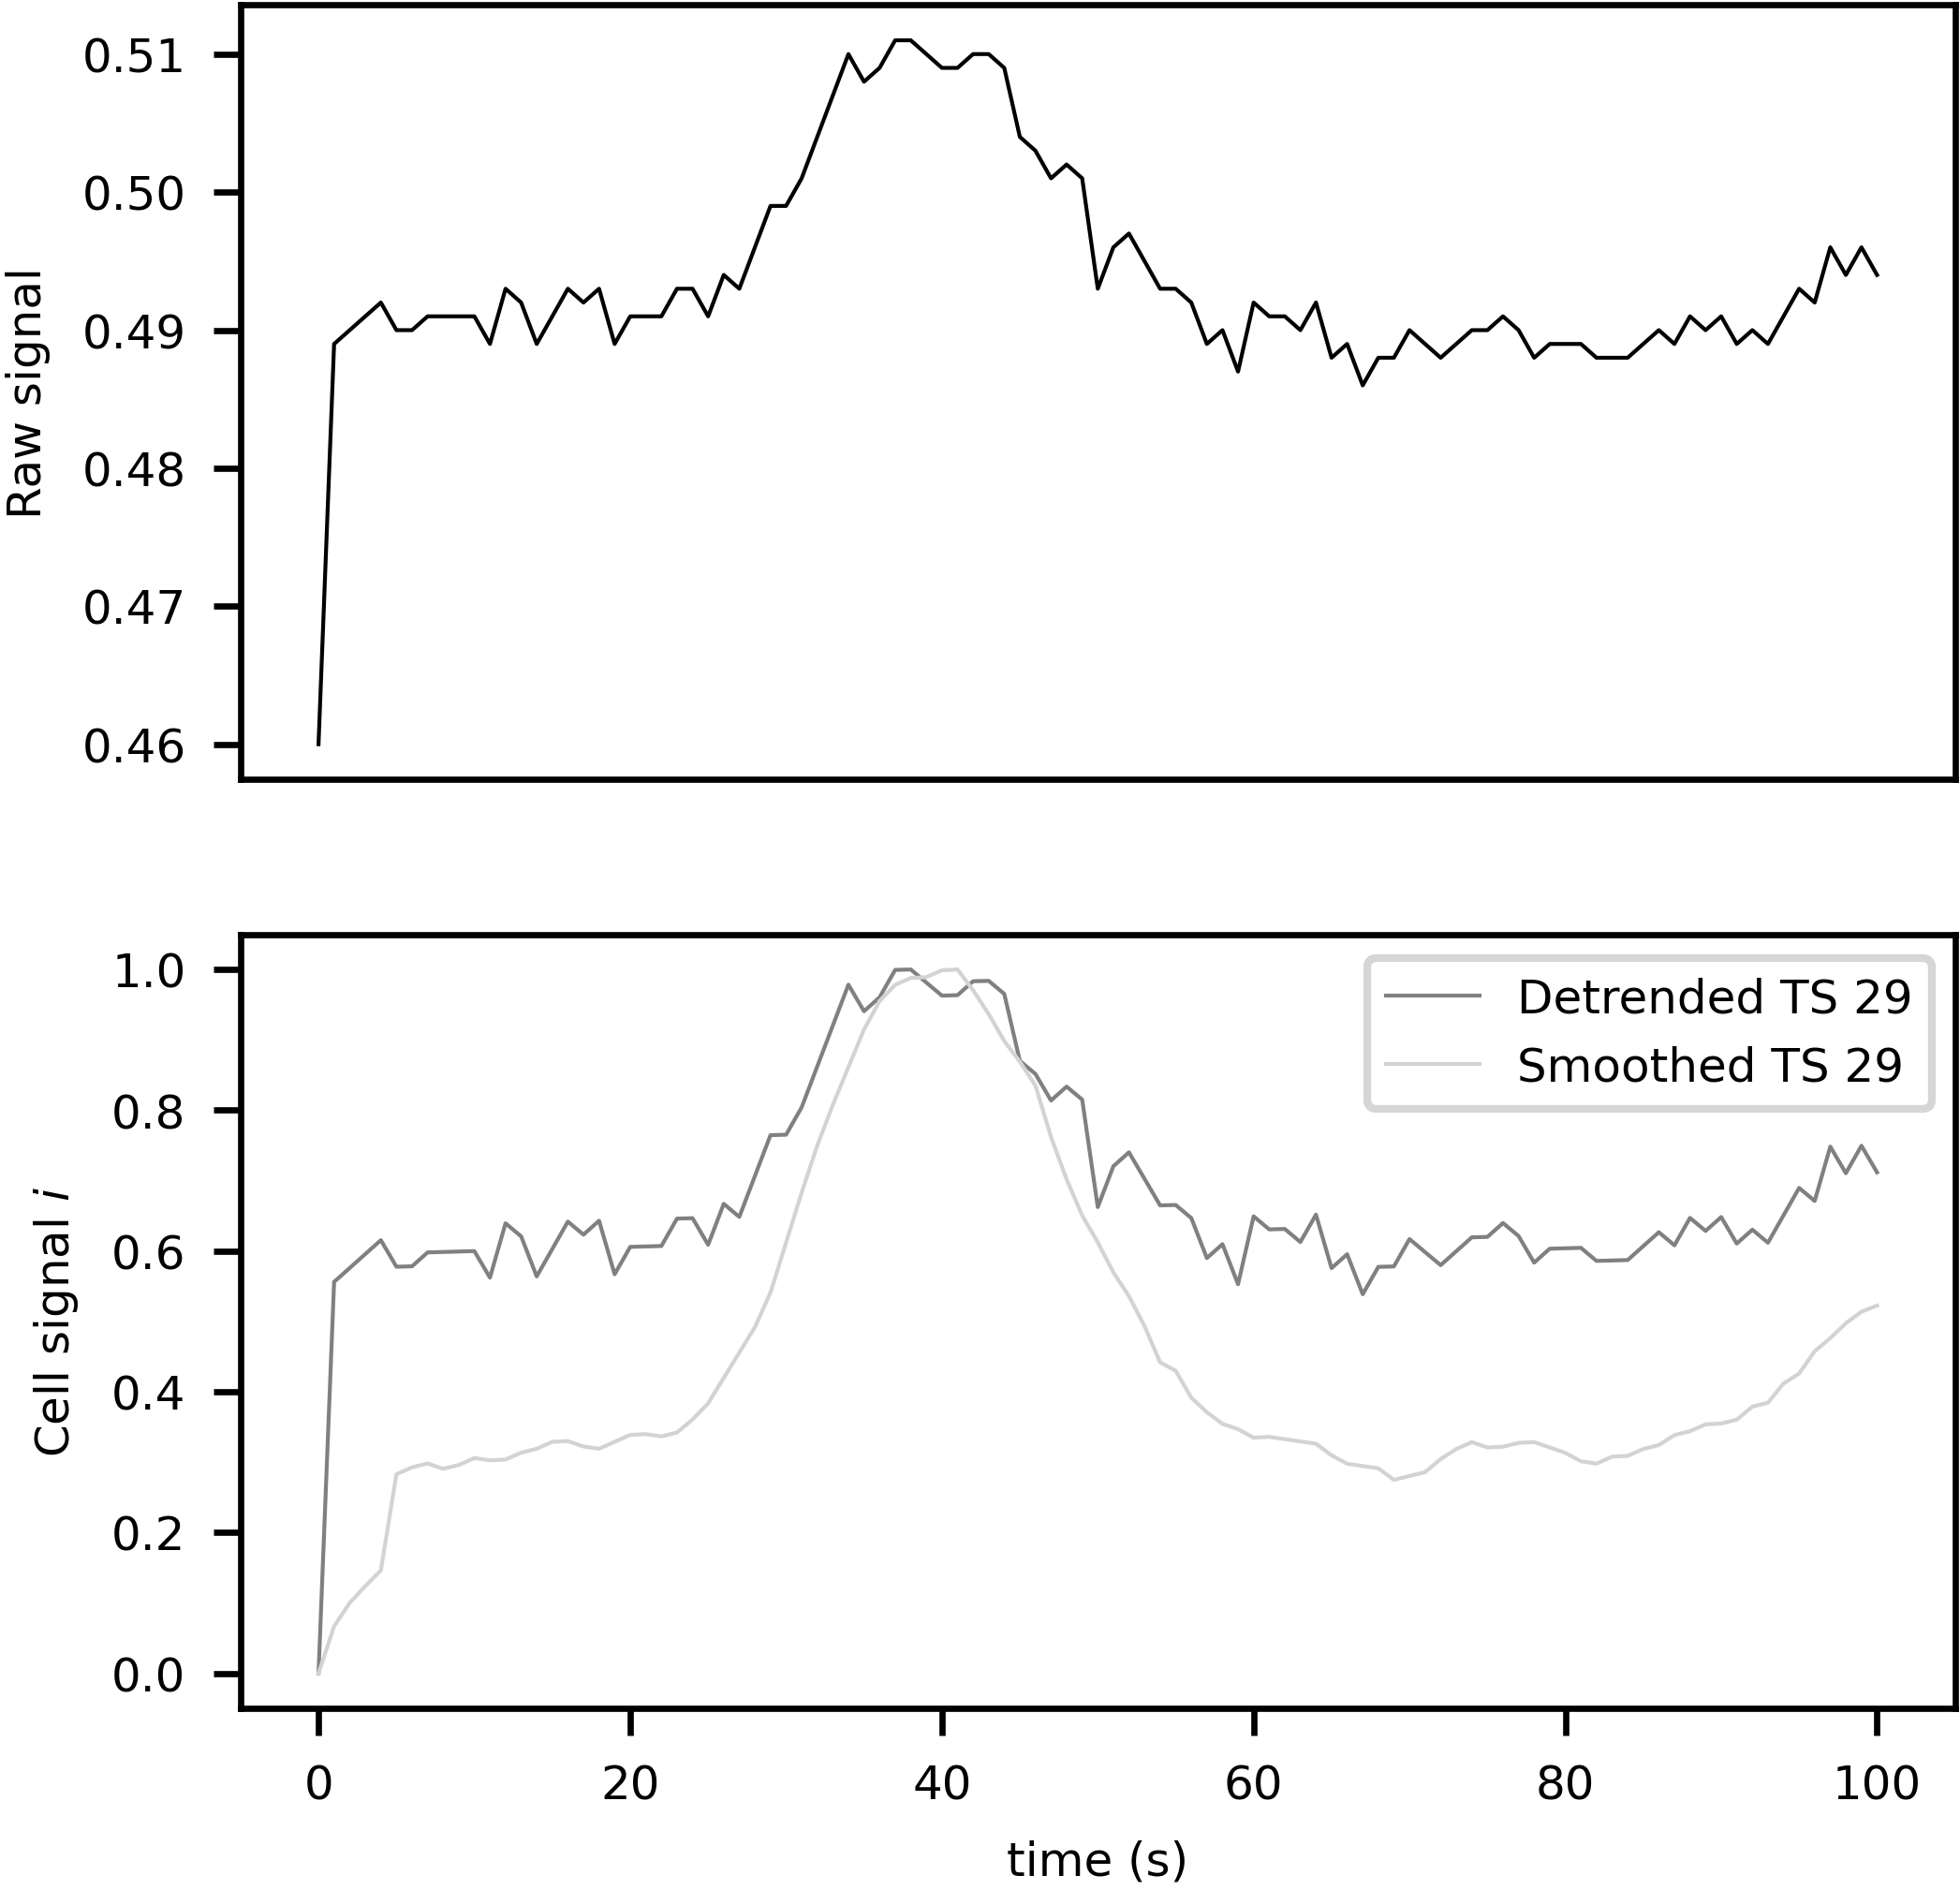 Raw signal
0.51
0.50
0.49
0.48
0.47
0.46
Cell signal i
1.0
0.8
0.6
0.4
0.2
0.0
Detrended TS 29
Smoothed TS 29
0 20 40 60 80 100
time (s)